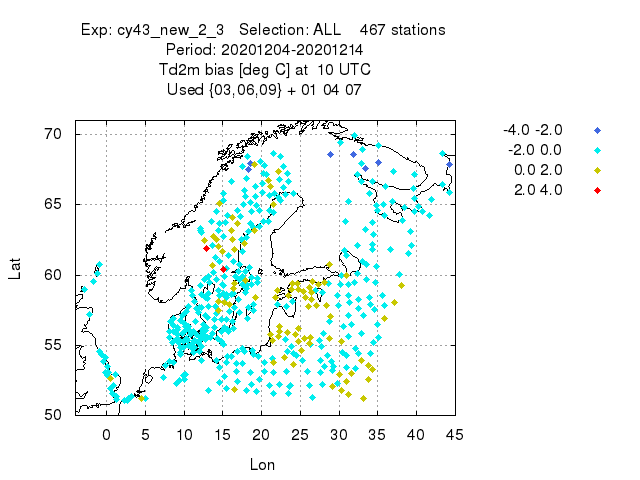 Exp: cy43_new_2_3   Selection: ALL    467 stations
Period: 20201204-20201214
Td2m bias [deg C] at  10 UTC
Used {03,06,09} + 01 04 07
-4.0 -2.0
-2.0 0.0
0.0 2.0
2.0 4.0
70
65
60
55
50
Lat
0 5 10 15 20 25 30 35 40 45
Lon